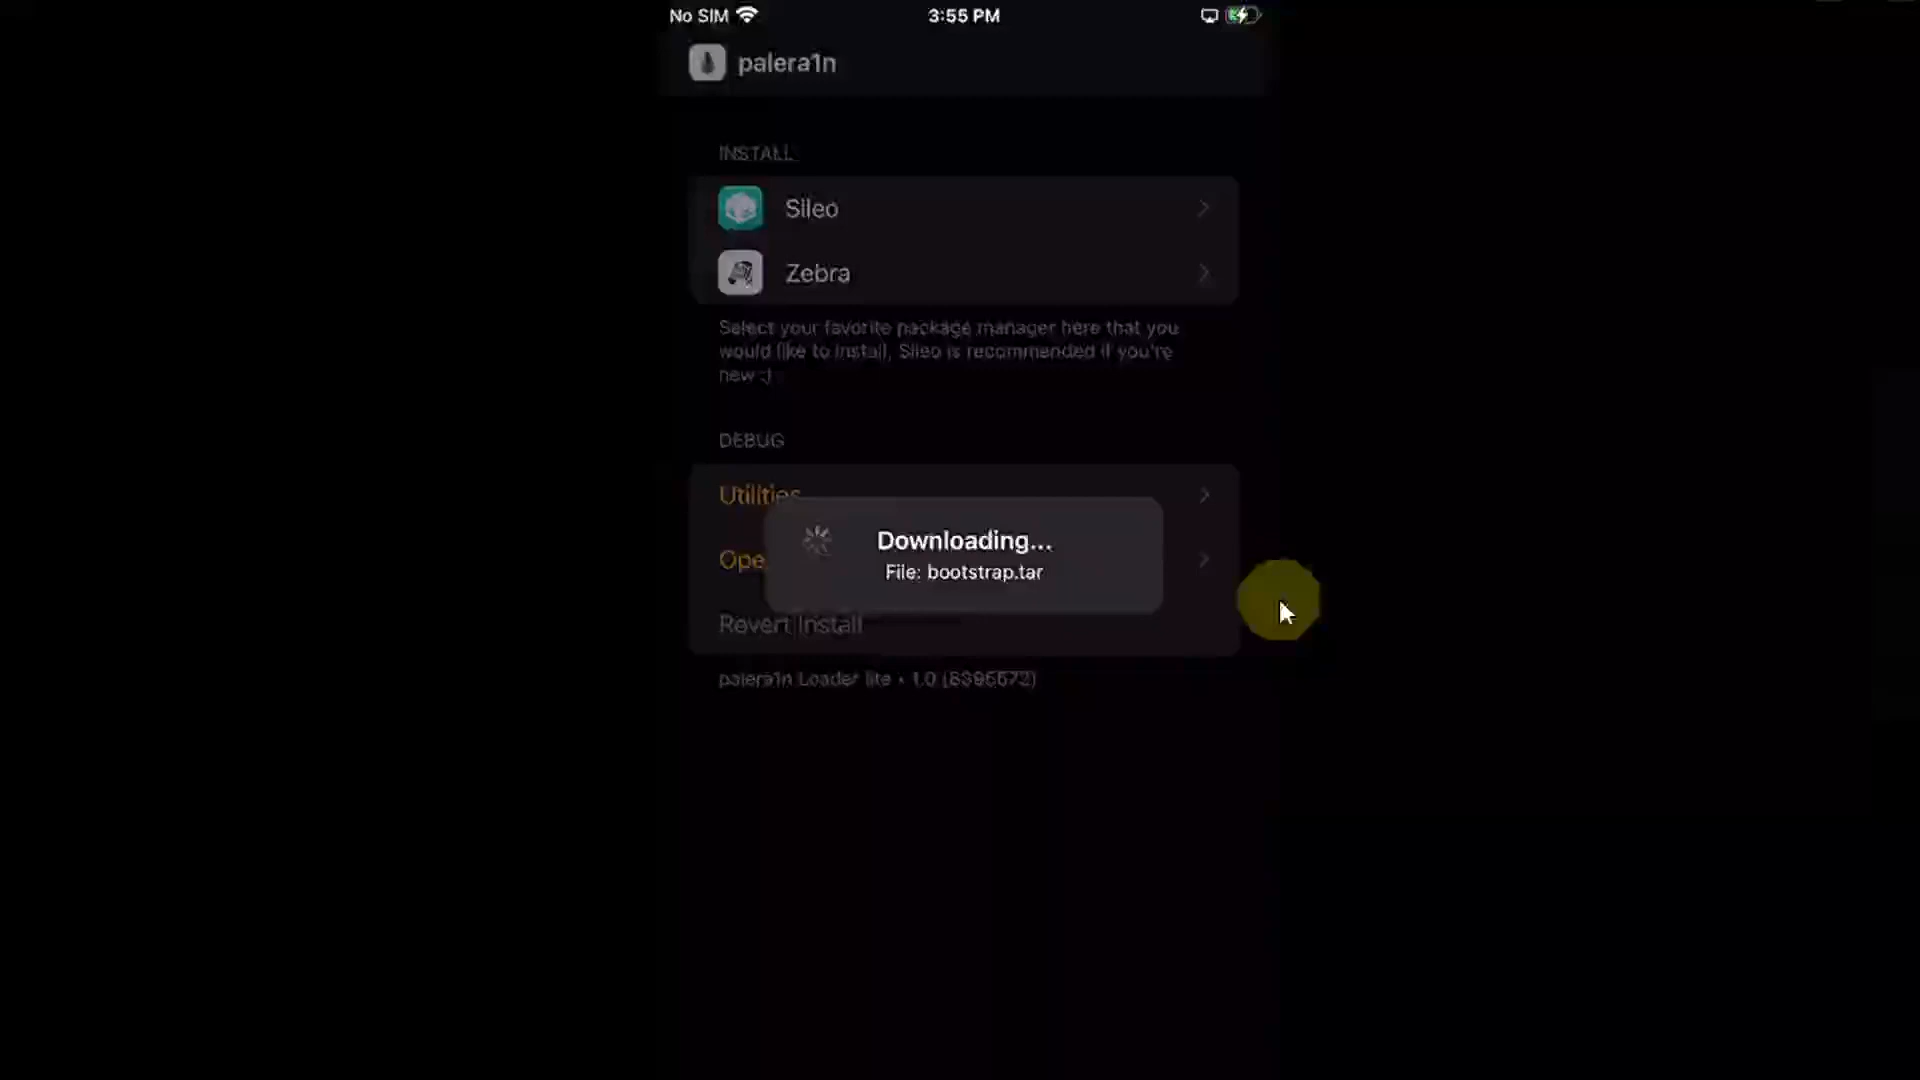 No SIM 3:55 PM
palera1n
INSTALL
Sileo
Zebra
Select your favorite package manager here that you
would like to install, Sileo is recommended if you're
new :)
DEBUG
Utilities
Downloading...
Ope
File: bootstrap.tar
Revert Install
palera1n Loader lite • 1.0